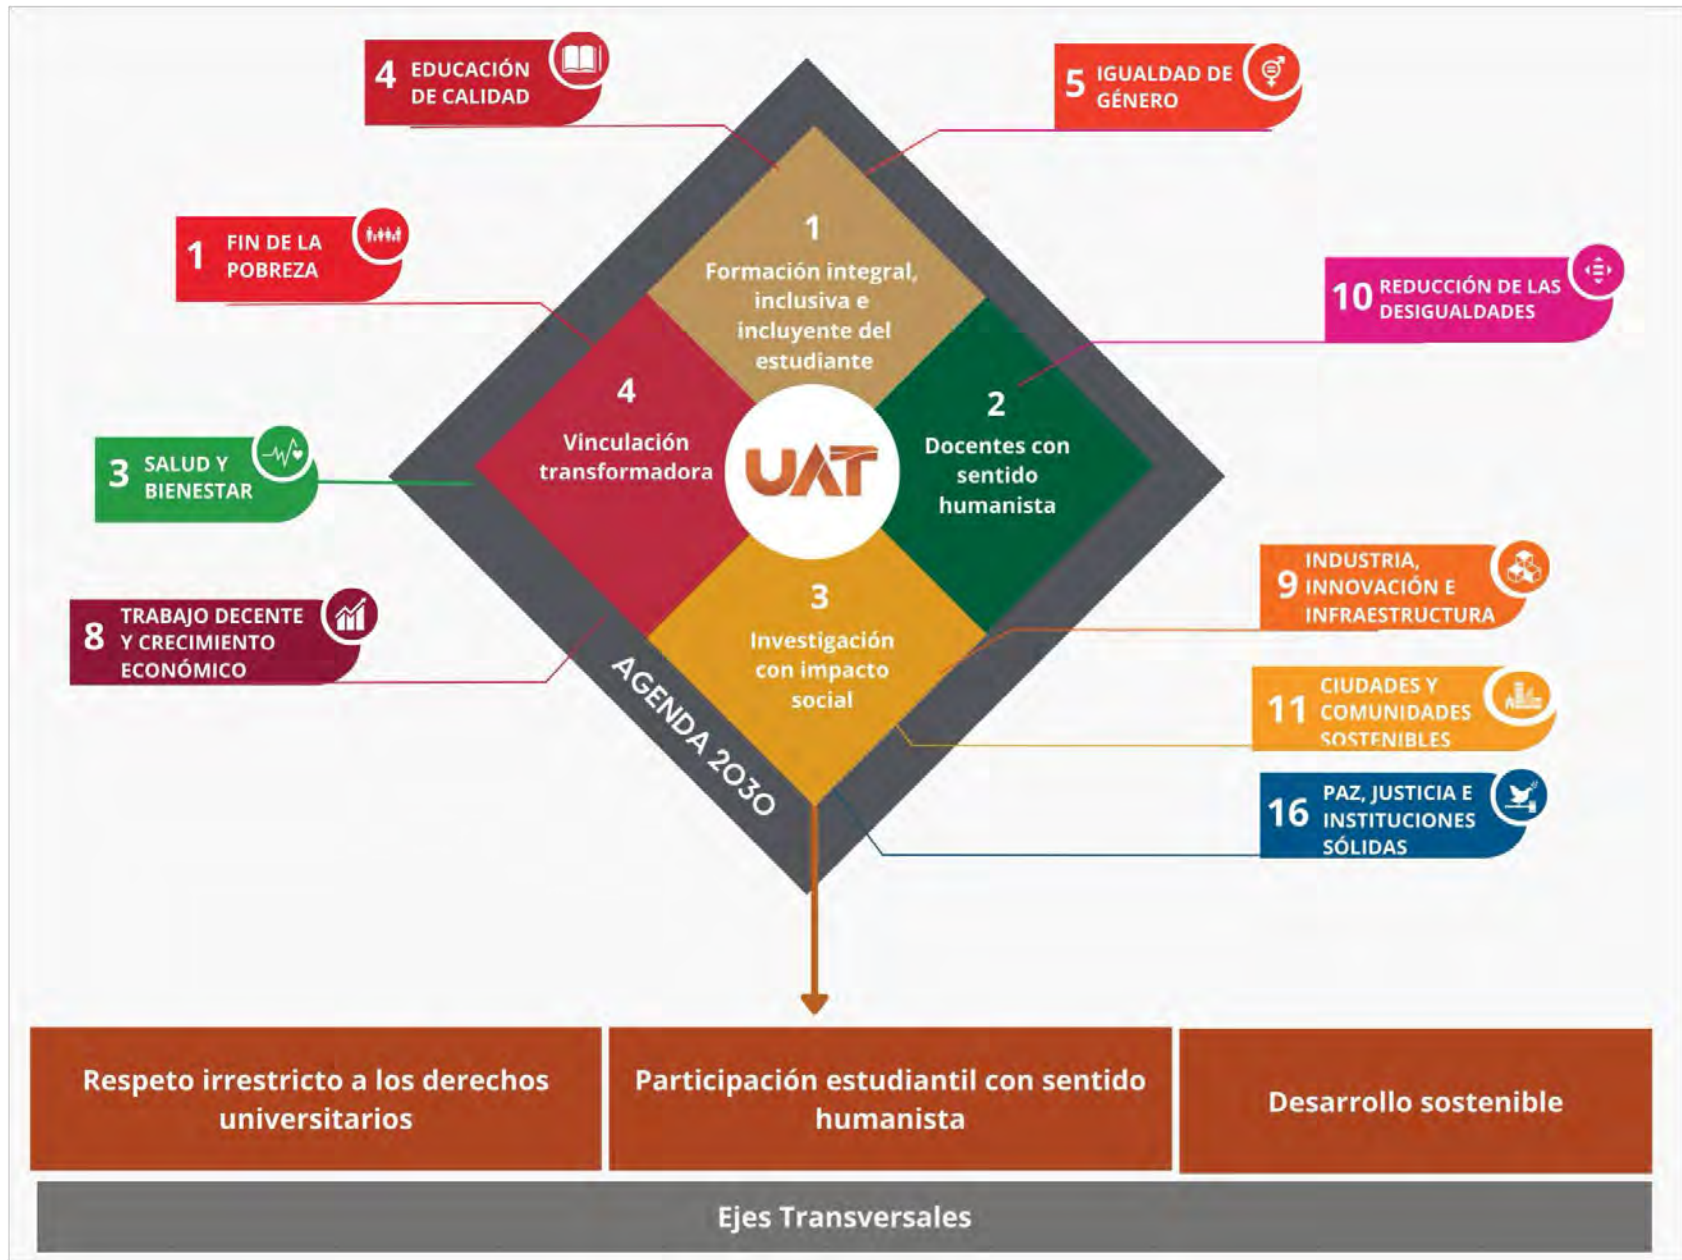 4 EDUCACIÓN
DE CALIDAD
5 IGUALDAD DE
GÉNERO
1 FIN DE LA
POBREZA
10 REDUCCIÓN DE LAS
DESIGUALDADES
3 SALUD Y
BIENESTAR
8 TRABAJO DECENTE
Y CRECIMIENTO
ECONÓMICO
1
Formación integral,
inclusiva e
incluyente del
estudiante
4
Vinculación
transformadora
UAT
2
Docentes con
sentido
humanista
3
Investigación
con impacto
social
AGENDA 2030
9 INDUSTRIA,
INNOVACIÓN E
INFRAESTRUCTURA
11 CIUDADES Y
COMUNIDADES
SOSTENIBLES
16 PAZ, JUSTICIA E
INSTITUCIONES
SÓLIDAS
Respeto irrestricto a los derechos
universitarios
Participación estudiantil con sentido
humanista
Desarrollo sostenible
Ejes Transversales